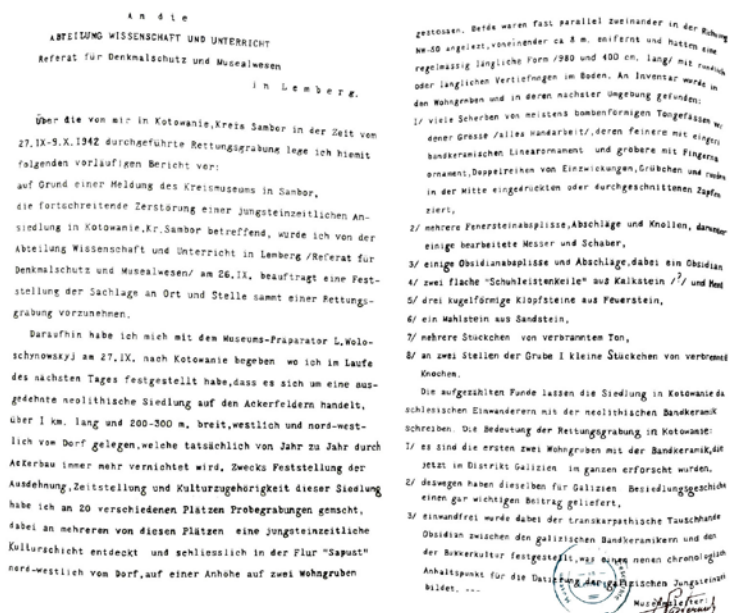 An die
ABTEILUNG WISSENSCHAFT UND UNTERRICHT
Referat für Denkmalschutz und Musealwesen
in Lemberg.
Über die von mir in Kotowanie,Kreis Sambor in der Zeit vom
27.IX-9.X.1942 durchgeführte Rettungsgrabung lege ich hiemit
folgenden vorläufigen Bericht vor:
auf Grund einer Meldung des Kreismuseums in Sambor,
die fortschreitende Zerstörung einer jungsteinzeitlichen An-
siedlung in Kotowanie,Kr.Sambor betreffend, wurde ich von der
Abteilung Wissenschaft und Unterricht in Lemberg /Referat für
Denkmalschutz und Musealwesen/ am 26.IX. beauftragt eine Fest-
stellung der Sachlage an Ort und Stelle sammt einer Rettungs-
grabung vorzunehmen.
Daraufhin habe ich mich mit dem Museums-Präparator L.Wolo-
schynowskyj am 27.IX. nach Kotowanie begeben wo ich im Laufe
des nächsten Tages festgestellt habe,dass es sich um eine aus-
gedehnte neolithische Siedlung auf den Ackerfeldern handelt,
über I km. lang und 200-300 m. breit,westlich und nord-west-
lich vom Dorf gelegen,welche tatsächlich von Jahr zu Jahr durch
Ackerbau immer mehr vernichtet wird. Zwecks Feststellung der
Ausdehnung,Zeitstellung und Kulturzugehörigkeit dieser Siedlung
habe ich an 20 verschiedenen Plätzen Probegrabungen gemacht,
dabei an mehreren von diesen Plätzen eine jungsteinzeitliche
Kulturschicht entdeckt und schliesslich in der Flur "Sapust"
nord-westlich vom Dorf,auf einer Anhöhe auf zwei Wohngruben
gestossen. Beide waren fast parallel zueinander in der Richtung
NW-SO angelegt,voneinender ca 8 m. enifernt und hatten eine
regelmässig längliche Form /980 und 400 cm. lang/ mit rundlich
oder länglichen Vertiefungen im Boden. An Inventar wurde in
den Wohngruben und in deren nächster Umgebung gefunden:
1/ viele Scherben von meistens bombenförmigen Tongefässen
dener Grösse /alles Handarbeit/,deren feinere mit
bandkeramischen Linearornament und gröbere mit
ornament,Doppelreihen von Einzwickungen,Grübchen und
in der Mitte eingedrückten oder durchgeschnittenen Zapfen
ziert,
2/ mehrere Feuersteinabsplisse,Abschläge und Knollen, darunter
einige bearbeitete Messer und Schaber,
3/ einige Obsidianabsplisse und Abschläge,dabei ein Obsidian
4/ zwei flache "Schuhleistenkeile" aus Kalkstein /?/ und
5/ drei kugelförmige Klopfsteine aus Feuerstein,
6/ ein Mahlstein aus Sandstein,
7/ mehrere Stückchen von verbranntem Ton,
8/ an zwei Stellen der Grube I kleine Stückchen von
Knochen.
Die aufgezählten Funde lassen die Siedlung in Kotowanie
schlesischen Einwanderern mit der neolithischen Bandkeramik
schreiben. Die Bedeutung der Rettungsgrabung in Kotowanie:
1/ es sind die ersten zwei Wohngruben mit der Bandkeramik,die
jetzt im Distrikt Galizien im ganzen erforscht wurden,
2/ deswegen haben dieselben für Galizien Besiedlungsgeschichte
einen gar wichtigen Beitrag geliefert,
3/ einwandfrei wurde dabei der transkarpathische Tauschhande
Obsidian zwischen den galizischen Bandkeramikern und den
der Bükkerkultur festgestellt,was einen neuen chronologisch
Anhaltspunkt für die Datierung der galizischen Jungsteinzei
bildet. ---
Museumsleiter: